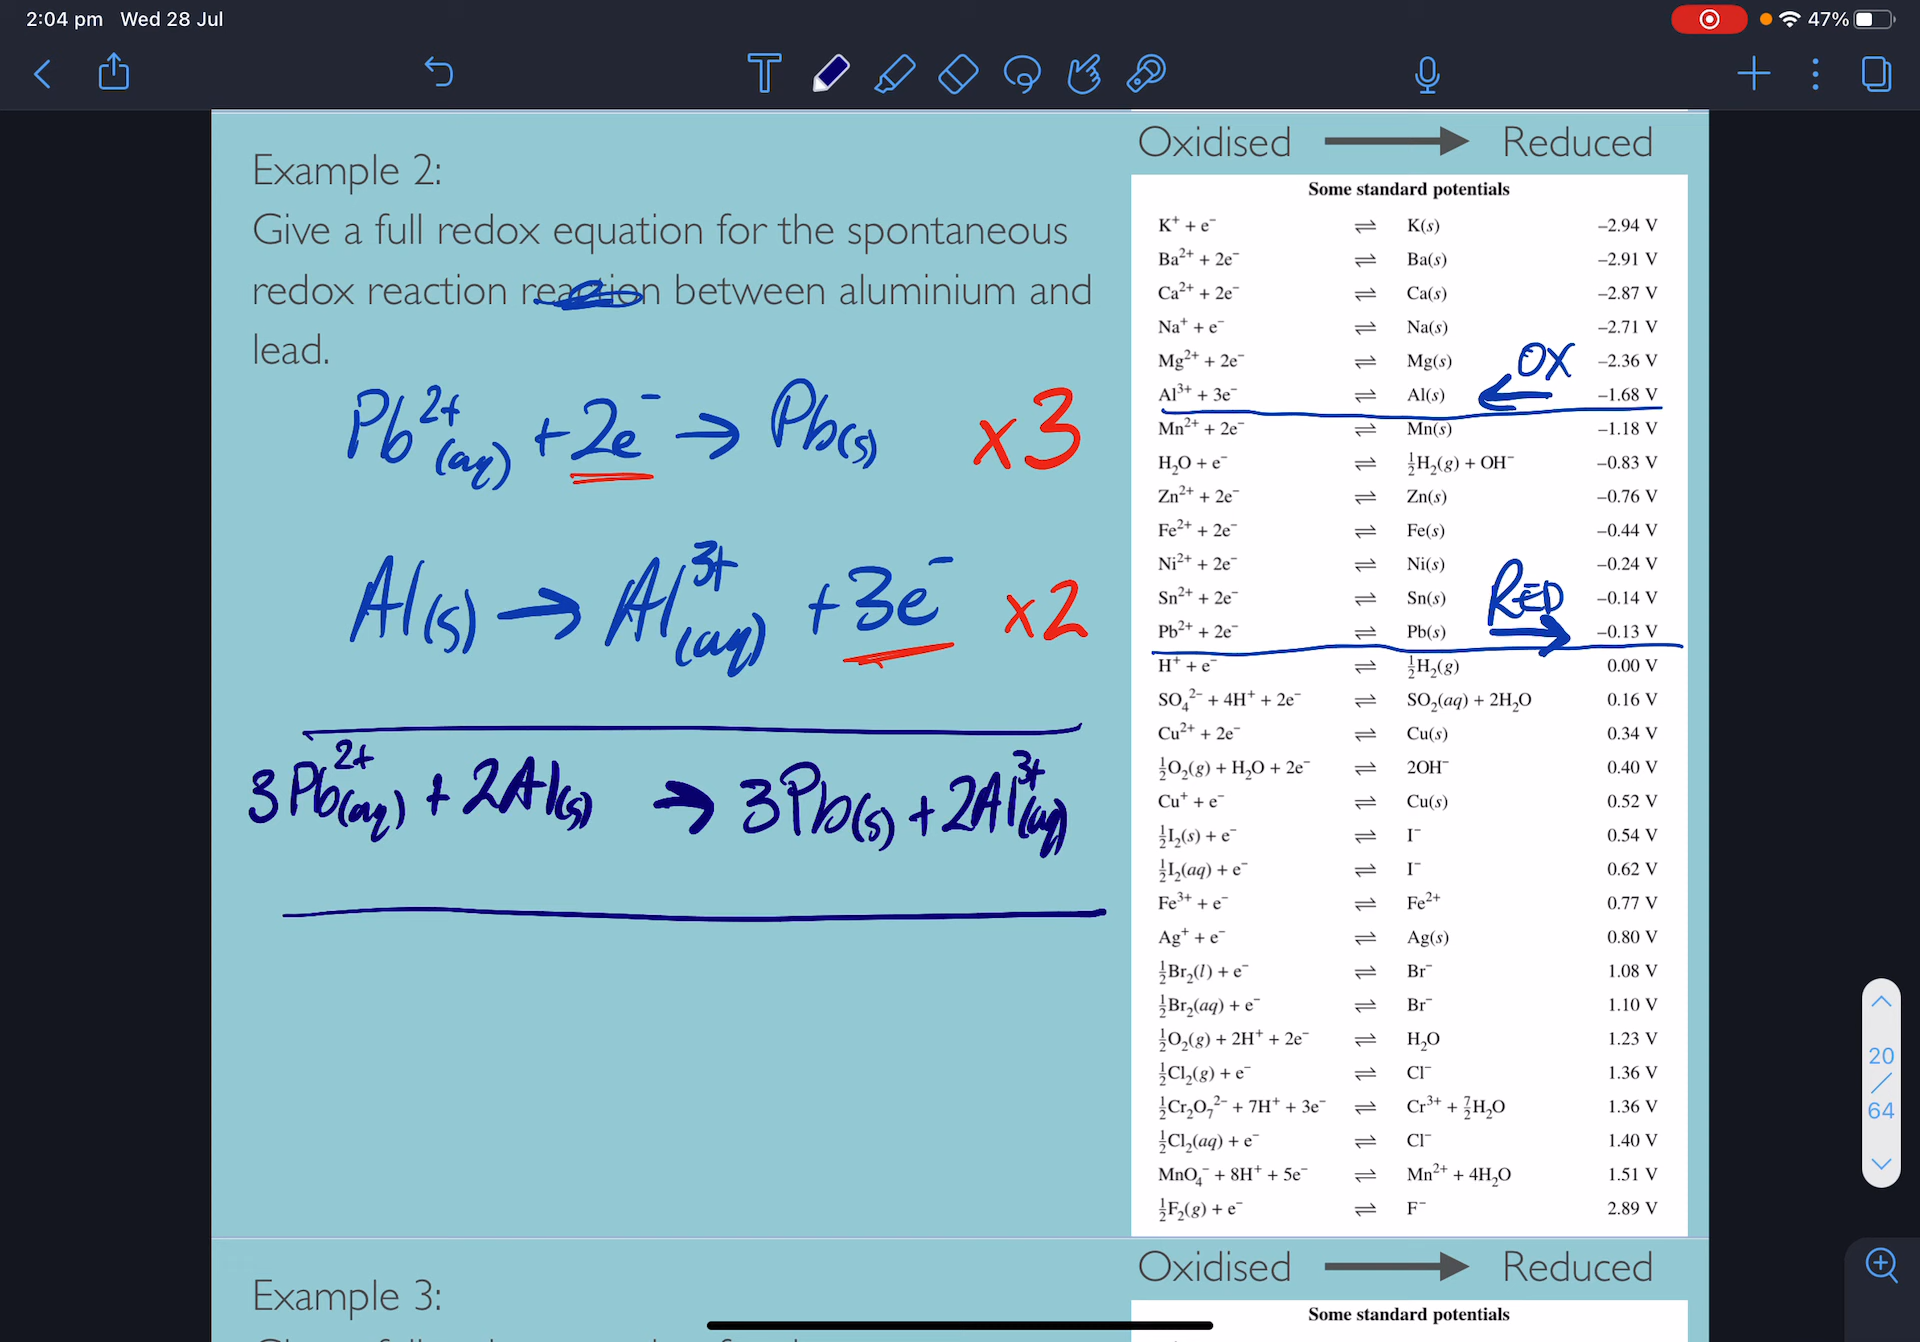 2:04 pm Wed 28 Jul
47%
Example 2:
Give a full redox equation for the spontaneous
redox reaction reaction between aluminium and
lead.
Pb²⁺(aq) + 2e⁻ → Pb(s) x3
Al(s) → Al³⁺(aq) + 3e⁻ x2
3Pb²⁺(aq) + 2Al(s) → 3Pb(s) + 2Al³⁺(aq)
Oxidised Reduced
Some standard potentials
K⁺ + e⁻ ⇌ K(s) –2.94 V
Ba²⁺ + 2e⁻ ⇌ Ba(s) –2.91 V
Ca²⁺ + 2e⁻ ⇌ Ca(s) –2.87 V
Na⁺ + e⁻ ⇌ Na(s) –2.71 V
Mg²⁺ + 2e⁻ ⇌ Mg(s) –2.36 V
OX
Al³⁺ + 3e⁻ ⇌ Al(s) –1.68 V
Mn²⁺ + 2e⁻ ⇌ Mn(s) –1.18 V
H₂O + e⁻ ⇌ ½H₂(g) + OH⁻ –0.83 V
Zn²⁺ + 2e⁻ ⇌ Zn(s) –0.76 V
Fe²⁺ + 2e⁻ ⇌ Fe(s) –0.44 V
Ni²⁺ + 2e⁻ ⇌ Ni(s) –0.24 V
Sn²⁺ + 2e⁻ ⇌ Sn(s) –0.14 V
RED
Pb²⁺ + 2e⁻ ⇌ Pb(s) –0.13 V
H⁺ + e⁻ ⇌ ½H₂(g) 0.00 V
SO₄²⁻ + 4H⁺ + 2e⁻ ⇌ SO₂(aq) + 2H₂O 0.16 V
Cu²⁺ + 2e⁻ ⇌ Cu(s) 0.34 V
½O₂(g) + H₂O + 2e⁻ ⇌ 2OH⁻ 0.40 V
Cu⁺ + e⁻ ⇌ Cu(s) 0.52 V
½I₂(s) + e⁻ ⇌ I⁻ 0.54 V
½I₂(aq) + e⁻ ⇌ I⁻ 0.62 V
Fe³⁺ + e⁻ ⇌ Fe²⁺ 0.77 V
Ag⁺ + e⁻ ⇌ Ag(s) 0.80 V
½Br₂(l) + e⁻ ⇌ Br⁻ 1.08 V
½Br₂(aq) + e⁻ ⇌ Br⁻ 1.10 V
½O₂(g) + 2H⁺ + 2e⁻ ⇌ H₂O 1.23 V
½Cl₂(g) + e⁻ ⇌ Cl⁻ 1.36 V
½Cr₂O₇²⁻ + 7H⁺ + 3e⁻ ⇌ Cr³⁺ + 7/2H₂O 1.36 V
½Cl₂(aq) + e⁻ ⇌ Cl⁻ 1.40 V
MnO₄⁻ + 8H⁺ + 5e⁻ ⇌ Mn²⁺ + 4H₂O 1.51 V
½F₂(g) + e⁻ ⇌ F⁻ 2.89 V
20
/
64
Example 3:
Oxidised Reduced
Some standard potentials